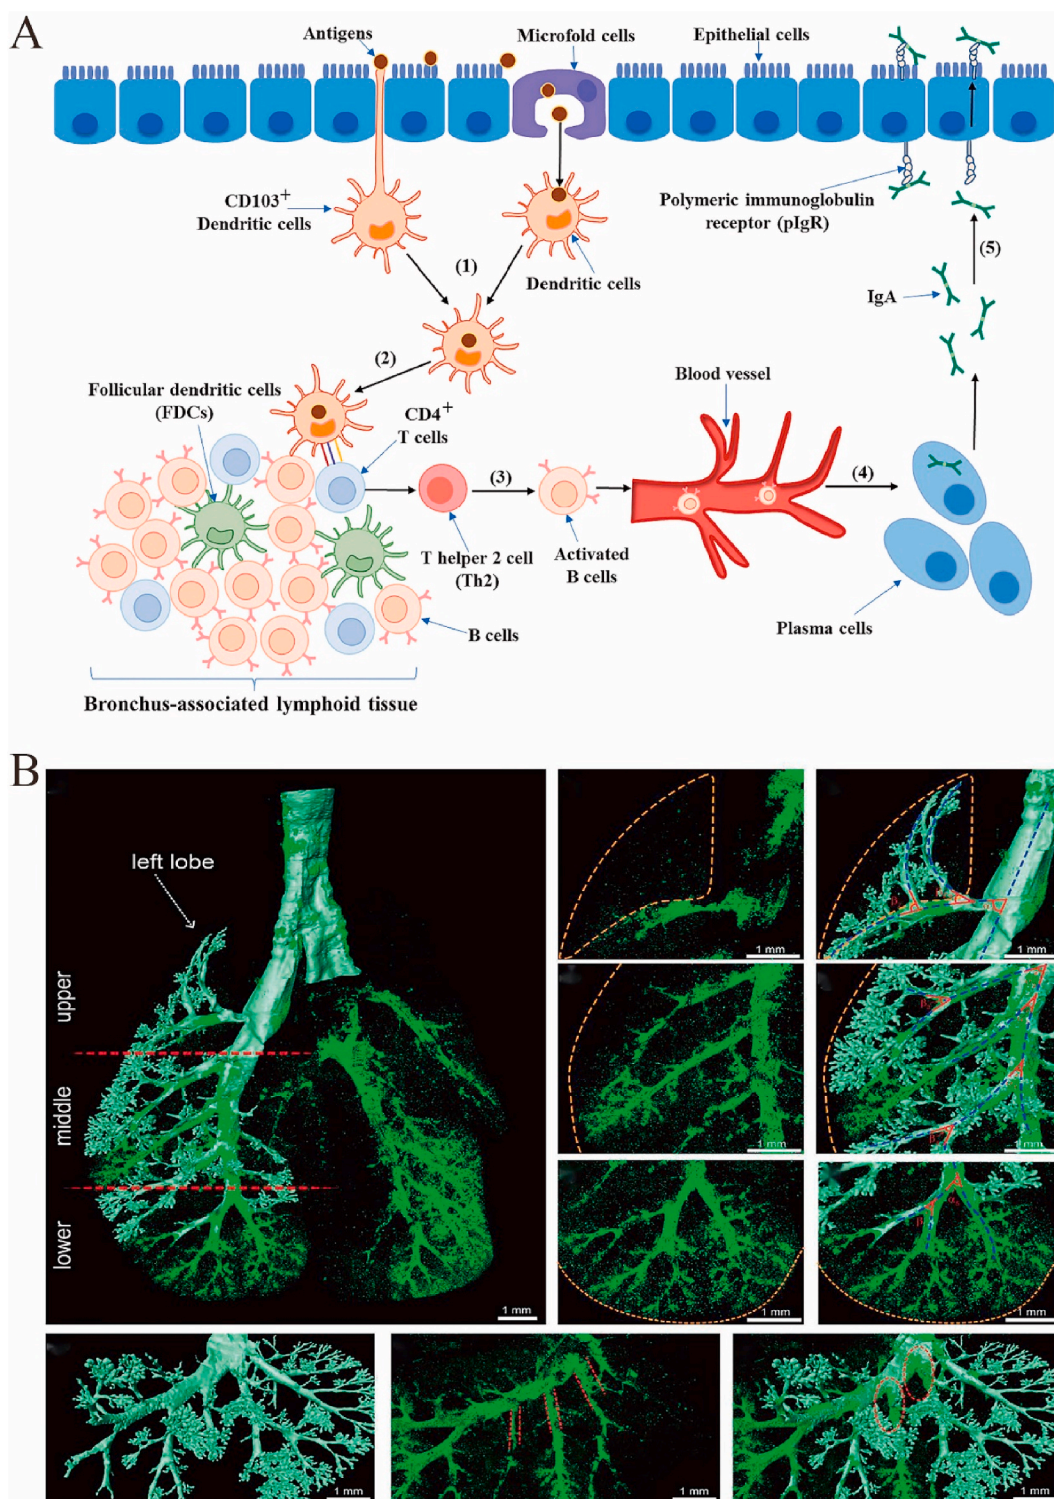 A
Antigens
Microfold cells
Epithelial cells
CD103+
Dendritic cells
Polymeric immunoglobulin
receptor (pIgR)
(1)
Dendritic cells
(5)
IgA
(2)
Follicular dendritic cells
(FDCs)
CD4+
T cells
Blood vessel
(3)
(4)
T helper 2 cell
(Th2)
Activated
B cells
B cells
Plasma cells
Bronchus-associated lymphoid tissue
B
left lobe
upper
middle
lower
1 mm
1 mm
1 mm
1 mm
1 mm
1 mm
1 mm
1 mm
1 mm
1 mm